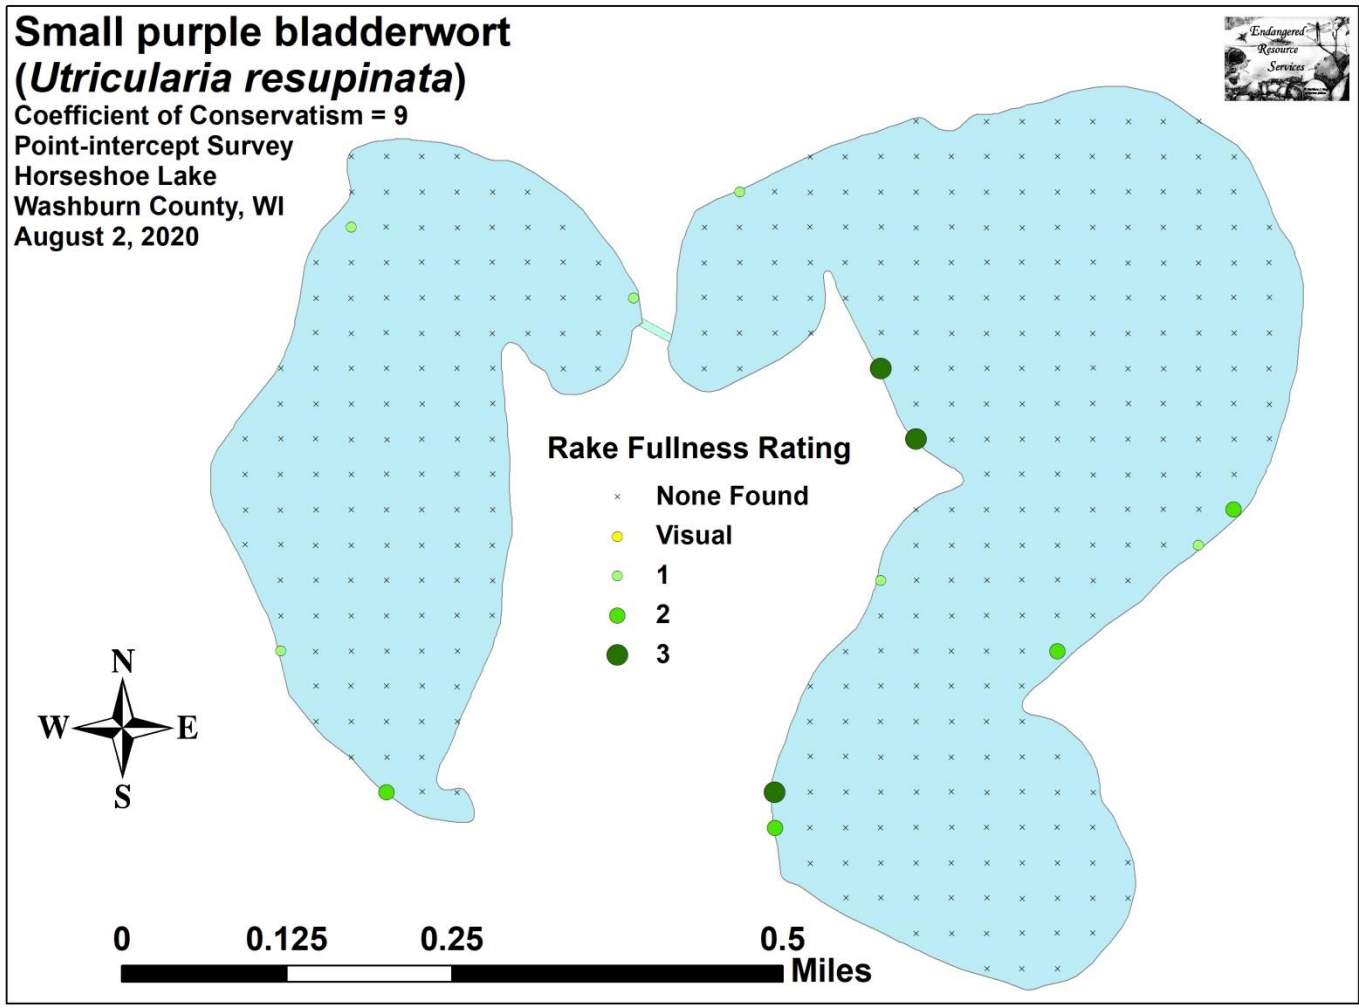 Small purple bladderwort
(Utricularia resupinata)
Coefficient of Conservatism = 9
Point-intercept Survey
Horseshoe Lake
Washburn County, WI
August 2, 2020
Endangered
Resource
Services
Rake Fullness Rating
None Found
Visual
1
2
3
N
W E
S
0 0.125 0.25 0.5
Miles